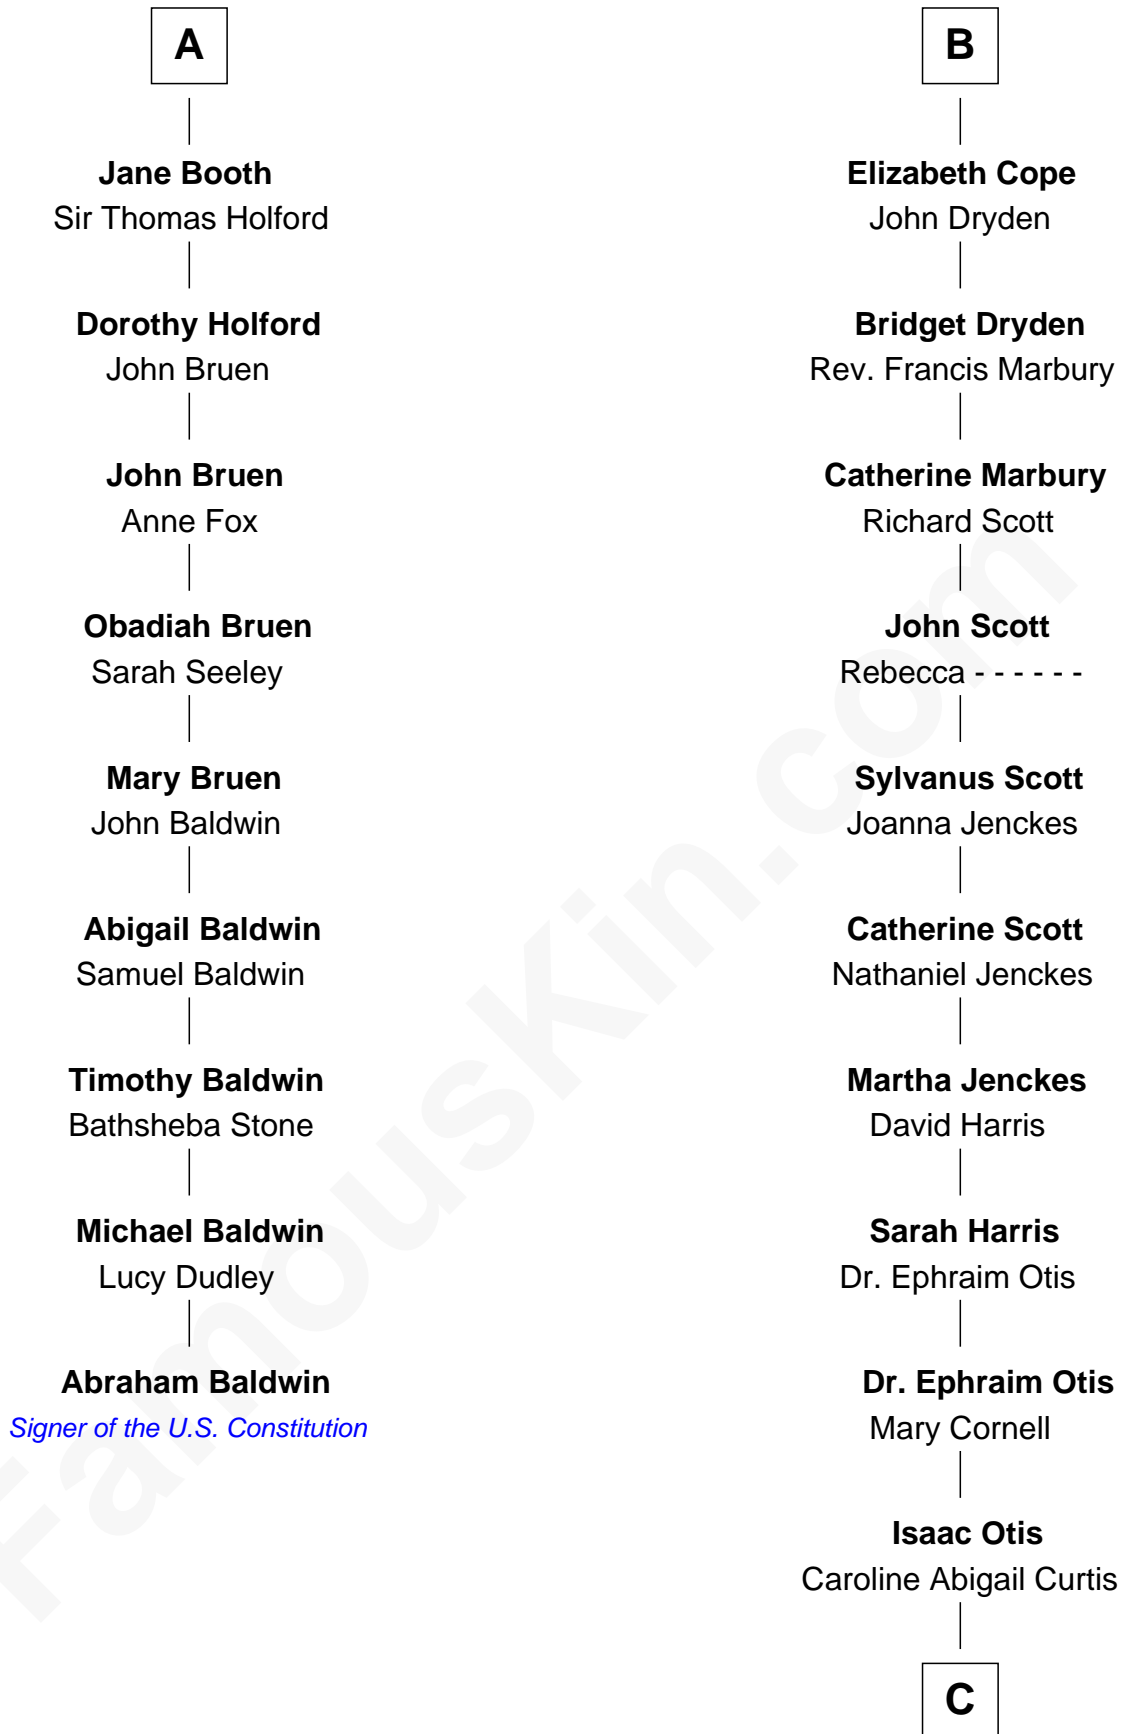 A
Jane Booth
Sir Thomas Holford
Dorothy Holford
John Bruen
John Bruen
Anne Fox
Obadiah Bruen
Sarah Seeley
Mary Bruen
John Baldwin
Abigail Baldwin
Samuel Baldwin
Timothy Baldwin
Bathsheba Stone
Michael Baldwin
Lucy Dudley
Abraham Baldwin
Signer of the U.S. Constitution
B
Elizabeth Cope
John Dryden
Bridget Dryden
Rev. Francis Marbury
Catherine Marbury
Richard Scott
John Scott
Rebecca - - - - - -
Sylvanus Scott
Joanna Jenckes
Catherine Scott
Nathaniel Jenckes
Martha Jenckes
David Harris
Sarah Harris
Dr. Ephraim Otis
Dr. Ephraim Otis
Mary Cornell
Isaac Otis
Caroline Abigail Curtis
C
FamousKin.com